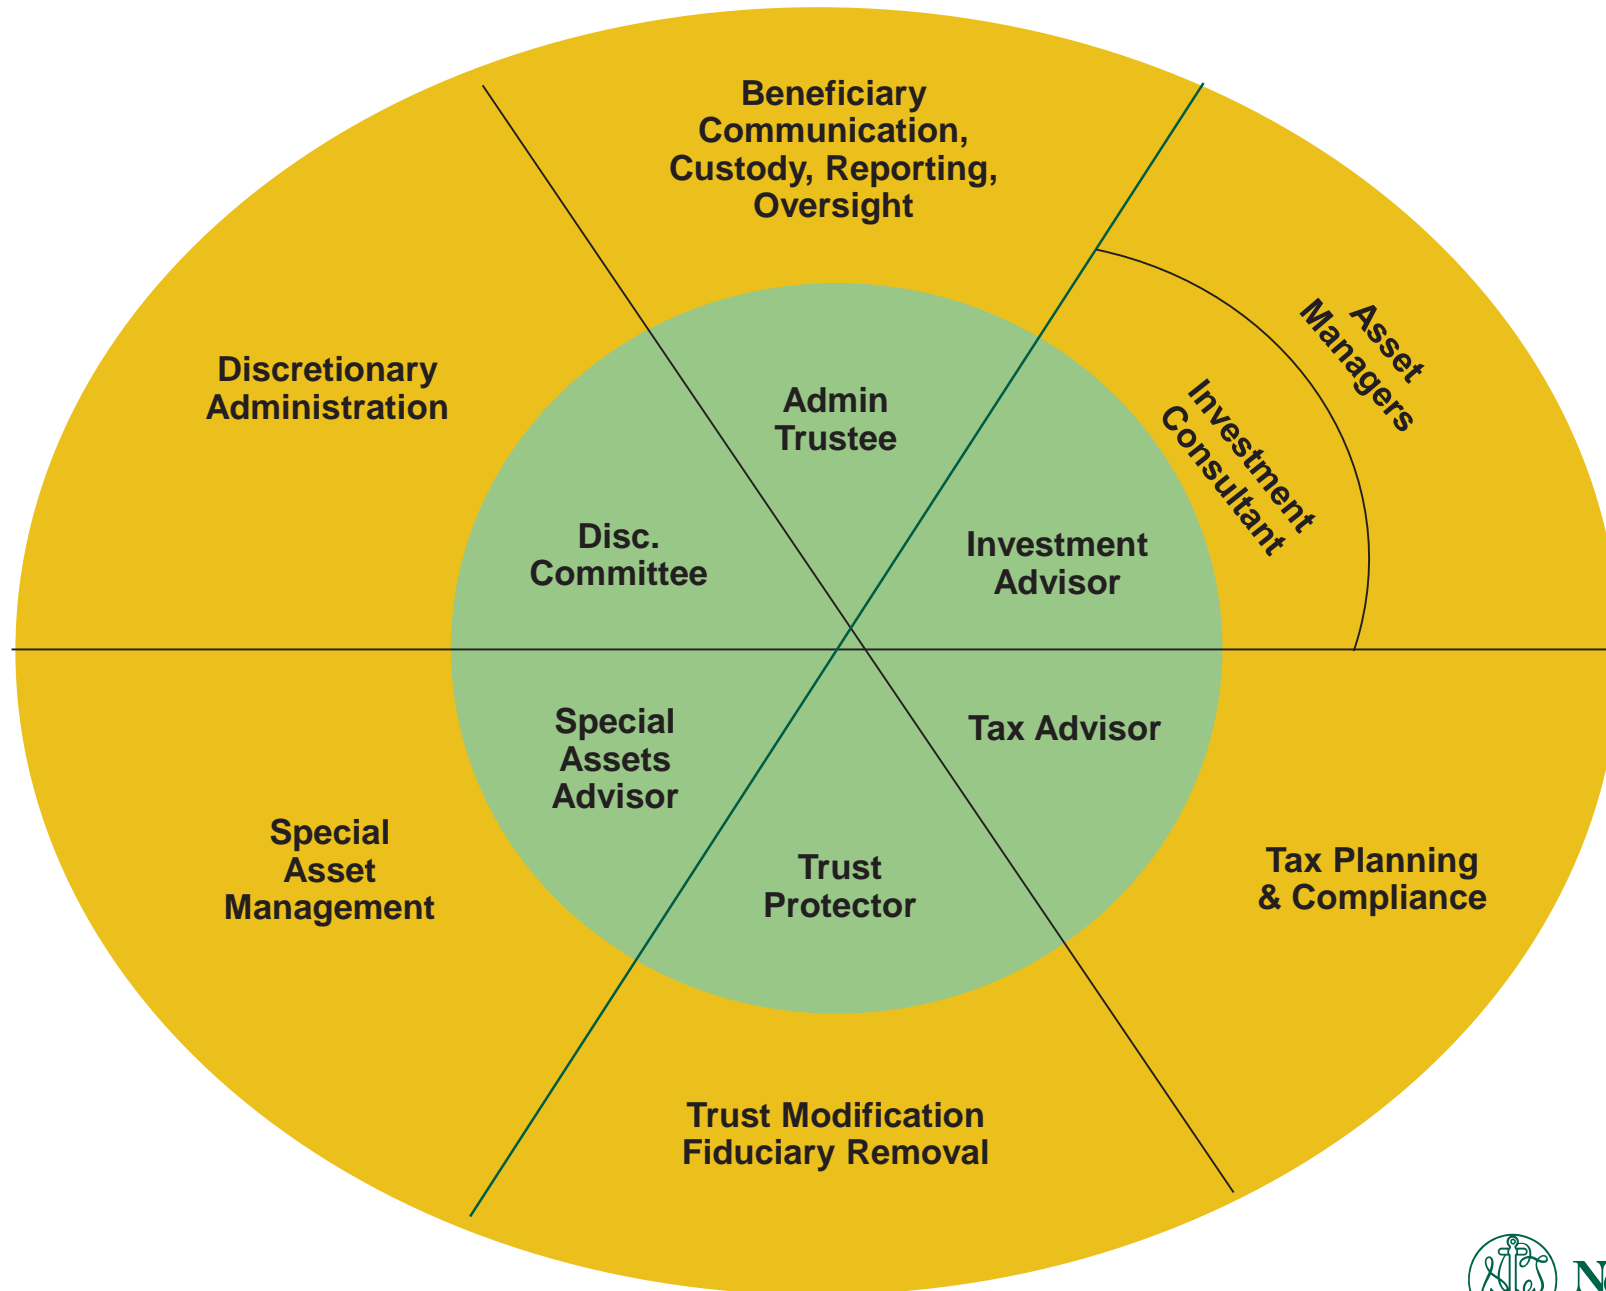 Beneficiary
Communication,
Custody, Reporting,
Oversight
Asset
Managers
Investment
Consultant
Discretionary
Administration
Admin
Trustee
Disc.
Committee
Investment
Advisor
Special
Assets
Advisor
Tax Advisor
Special
Asset
Management
Trust
Protector
Tax Planning
& Compliance
Trust Modification
Fiduciary Removal